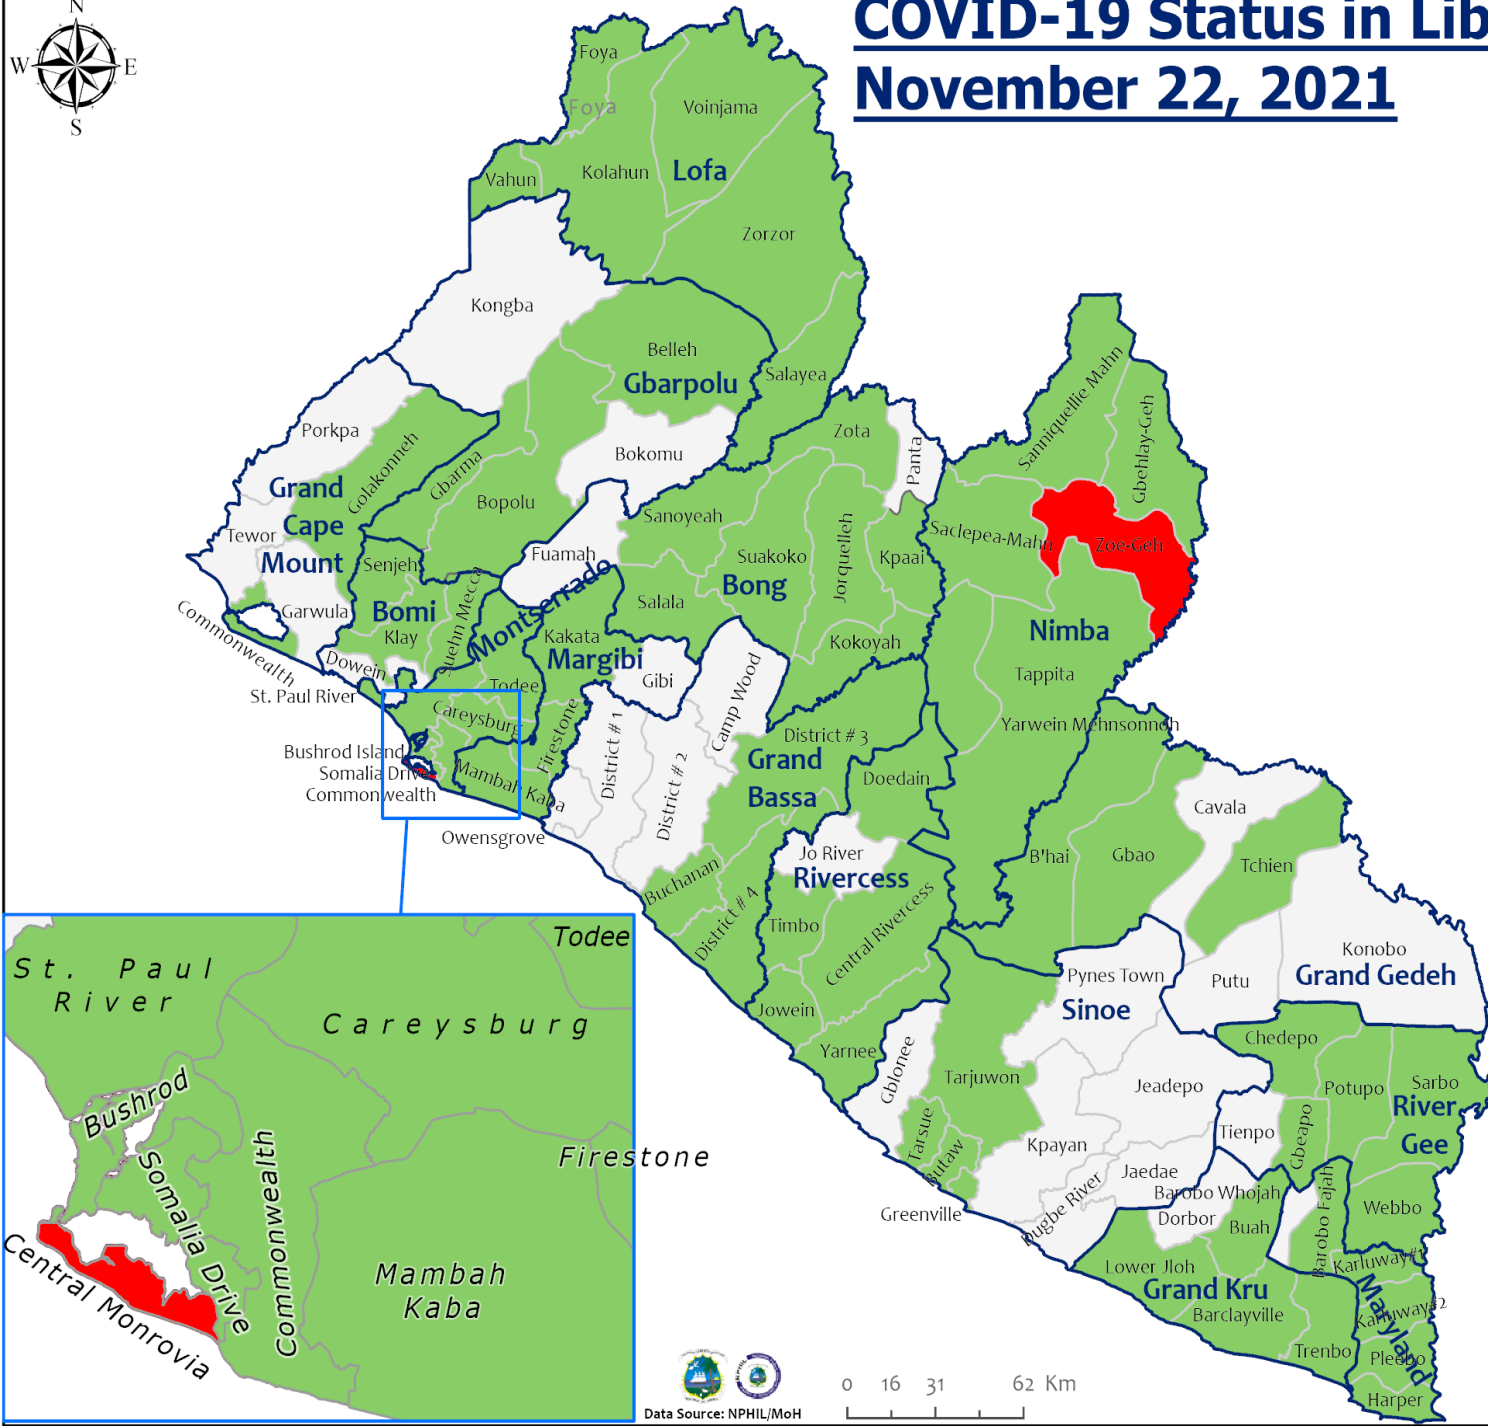 COVID-19 Status in Lib
November 22, 2021
N
W
E
S
Foya
Foya
Voinjama
Lofa
Kolahun
Vahun
Zorzor
Kongba
Belleh
Gbarpolu
Salayea
Porkpa
Golakonneh
Gbarma
Bokomu
Bopolu
Zota
Panta
Sanniquellie Mahn
Gbehlay-Geh
Grand
Cape
Mount
Tewor
Garwula
Commonwealth
Senjeh
Bomi
Klay
Suehn Mecca
Dowein
St. Paul River
Fuamah
Montserrado
Sanoyeah
Suakoko
Jorquelleh
Kpaai
Bong
Salala
Kokoyah
Saclepea-Mahn
Zoe-Geh
Nimba
Tappita
Yarwein Mehnsonnoh
Kakata
Margibi
Gibi
Todee
Careysburg
Firestone
Mambah Kaba
Bushrod Island
Somalia Drive
Commonwealth
Owensgrove
District # 1
District # 2
Camp Wood
District # 3
Grand
Bassa
Doedain
Buchanan
District # 4
Jo River
Rivercess
Timbo
Central Rivercess
Jowein
Yarnee
B'hai
Gbao
Cavala
Tchien
Konobo
Grand Gedeh
Putu
Pynes Town
Sinoe
Gblonee
Tarjuwon
Jeadepo
Tarsue
Butaw
Kpayan
Greenville
Jaedae
Dugbe River
Chedepo
Potupo
Sarbo
River
Gee
Tienpo
Gbeapo
Webbo
Barobo Whojah
Dorbor
Buah
Barobo Fajah
Lower Jloh
Grand Kru
Barclayville
Trenbo
Karluway#1
Karluway#2
Maryland
Pleebo
Harper
St. Paul
River
Todee
Careysburg
Bushrod
Somalia Drive
Commonwealth
Firestone
Central Monrovia
Mambah
Kaba
Data Source: NPHIL/MoH
0 16 31 62 Km